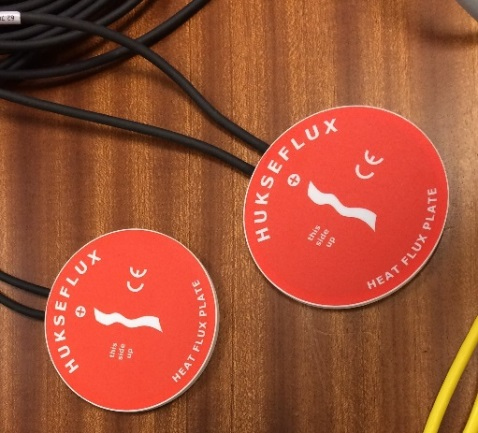 HUKSEFLUX
+
CE
this
side
up
HEAT FLUX PLATE
HUKSEFLUX
+
CE
this
side
up
HEAT FLUX PLATE